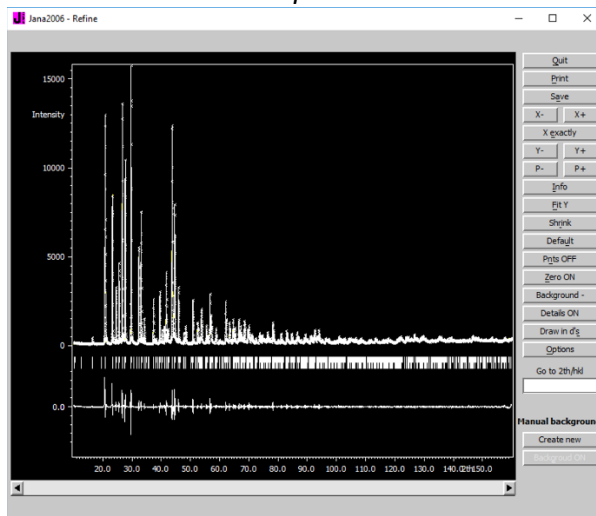 Jana2006 - Refine
Quit
Print
Save
X- X+
X exactly
Y- Y+
P- P+
Info
Fit Y
Shrink
Default
Pnts OFF
Zero ON
Background -
Details ON
Draw in d's
Options
Go to 2th/hkl
Manual backgroun
Create new
Backgroud Off
15000
Intensity
10000
5000
0
0.0
20.0 30.0 40.0 50.0 60.0 70.0 80.0 90.0 100.0 110.0 120.0 130.0 140.0 2th 150.0